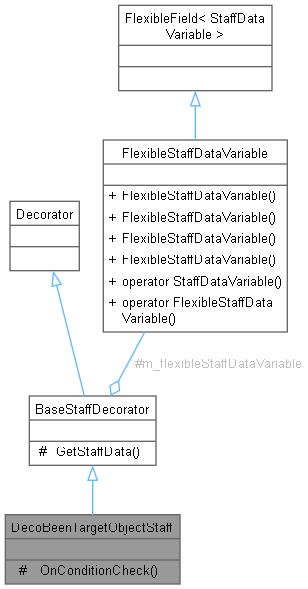 FlexibleField< StaffData
Variable >
FlexibleStaffDataVariable
+ FlexibleStaffDataVariable()
+ FlexibleStaffDataVariable()
+ FlexibleStaffDataVariable()
+ FlexibleStaffDataVariable()
+ operator StaffDataVariable()
+ operator FlexibleStaffData
Variable()
Decorator
#m_flexibleStaffDataVariable
BaseStaffDecorator
# GetStaffData()
DecoBeenTargetObjectStaff
# OnConditionCheck()